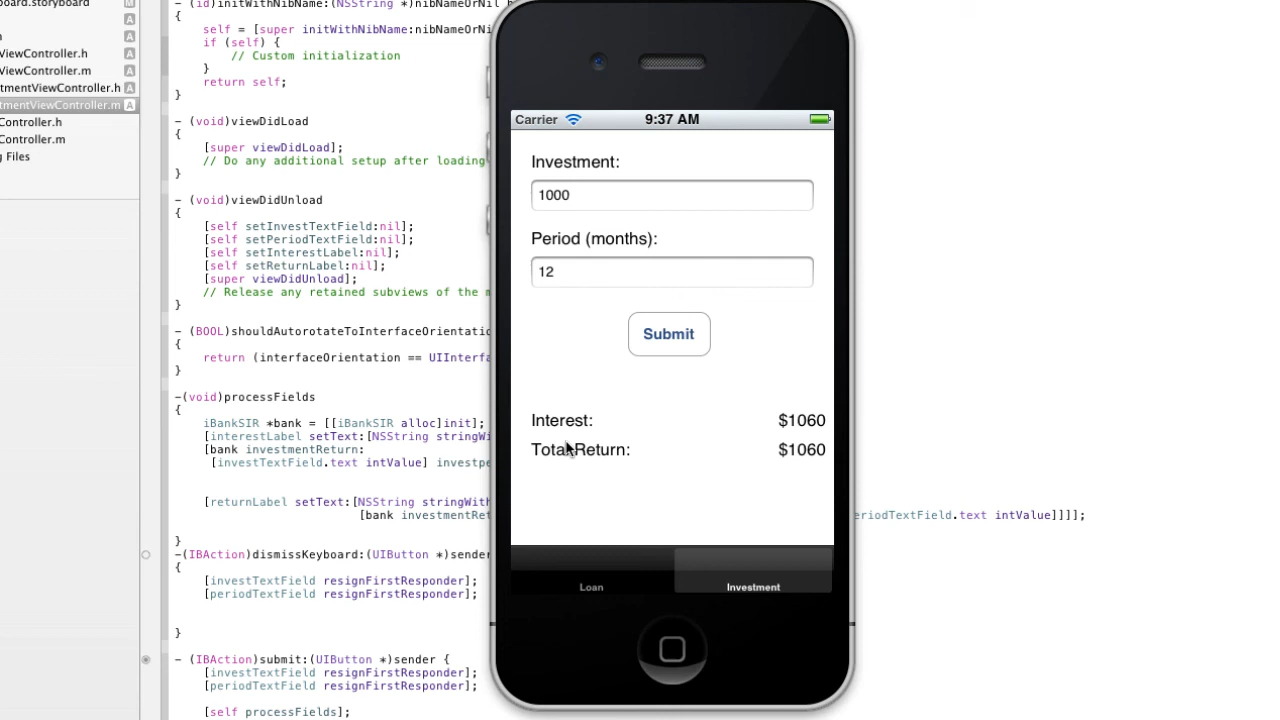 board.storyboard M
A
h A
ViewController.h A
ViewController.m A
tmentViewController.h A
tmentViewController.m A
Controller.h
Controller.m
g Files
- (id)initWithNibName:(NSString *)nibNameOrNil
{
self = [super initWithNibName:nibNameOrNil
if (self) {
// Custom initialization
}
return self;
}
- (void)viewDidLoad
{
[super viewDidLoad];
// Do any additional setup after loading
}
- (void)viewDidUnload
{
[self setInvestTextField:nil];
[self setPeriodTextField:nil];
[self setInterestLabel:nil];
[self setReturnLabel:nil];
[super viewDidUnload];
// Release any retained subviews of the m
}
- (BOOL)shouldAutorotateToInterfaceOrientatio
{
return (interfaceOrientation == UIInterfa
}
-(void)processFields
{
iBankSIR *bank = [[iBankSIR alloc]init];
[interestLabel setText:[NSString stringWi
[bank investmentReturn:
[investTextField.text intValue] investpe
[returnLabel setText:[NSString stringWith
[bank investmentRet eriodTextField.text intValue]]]];
}
-(IBAction)dismissKeyboard:(UIButton *)sender
{
[investTextField resignFirstResponder];
[periodTextField resignFirstResponder];
}
- (IBAction)submit:(UIButton *)sender {
[investTextField resignFirstResponder];
[periodTextField resignFirstResponder];
[self processFields];
Carrier 9:37 AM
Investment:
1000
Period (months):
12
Submit
Interest: $1060
Total Return: $1060
Loan Investment